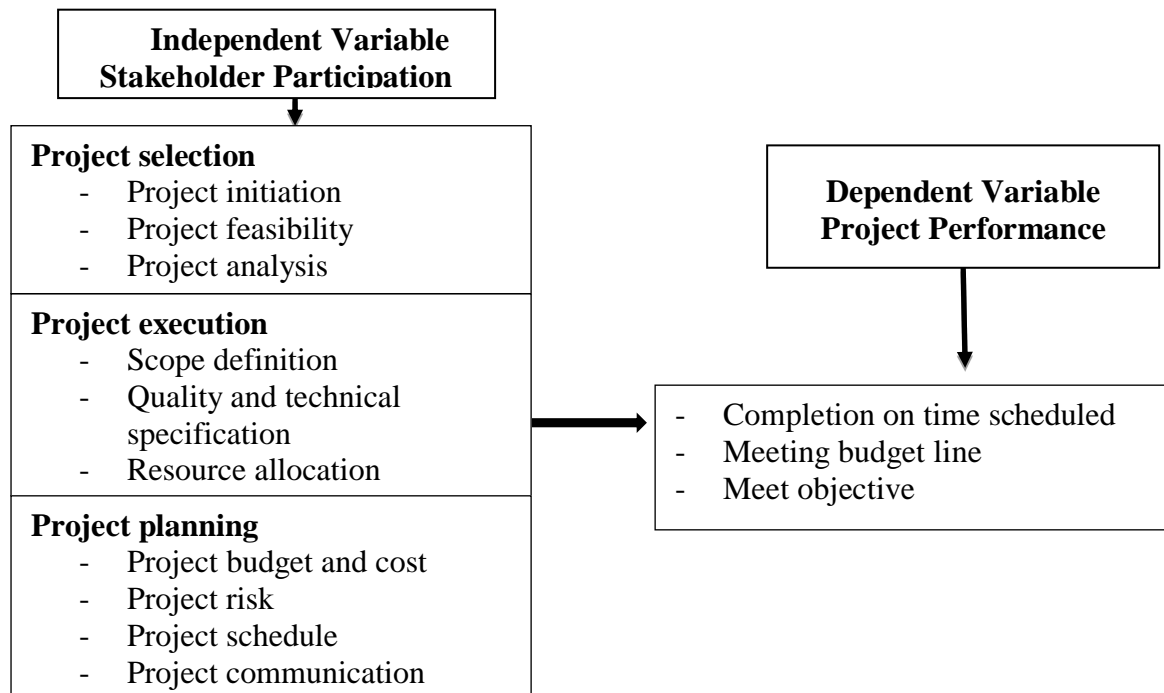 Independent Variable
Stakeholder Participation
Project selection
- Project initiation
- Project feasibility
- Project analysis
Project execution
- Scope definition
- Quality and technical
specification
- Resource allocation
Project planning
- Project budget and cost
- Project risk
- Project schedule
- Project communication
Dependent Variable
Project Performance
- Completion on time scheduled
- Meeting budget line
- Meet objective